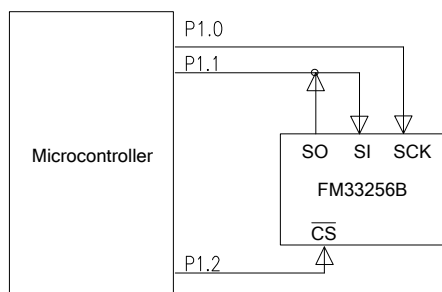 P1.0
P1.1
Microcontroller
SO SI SCK
FM33256B
CS
P1.2